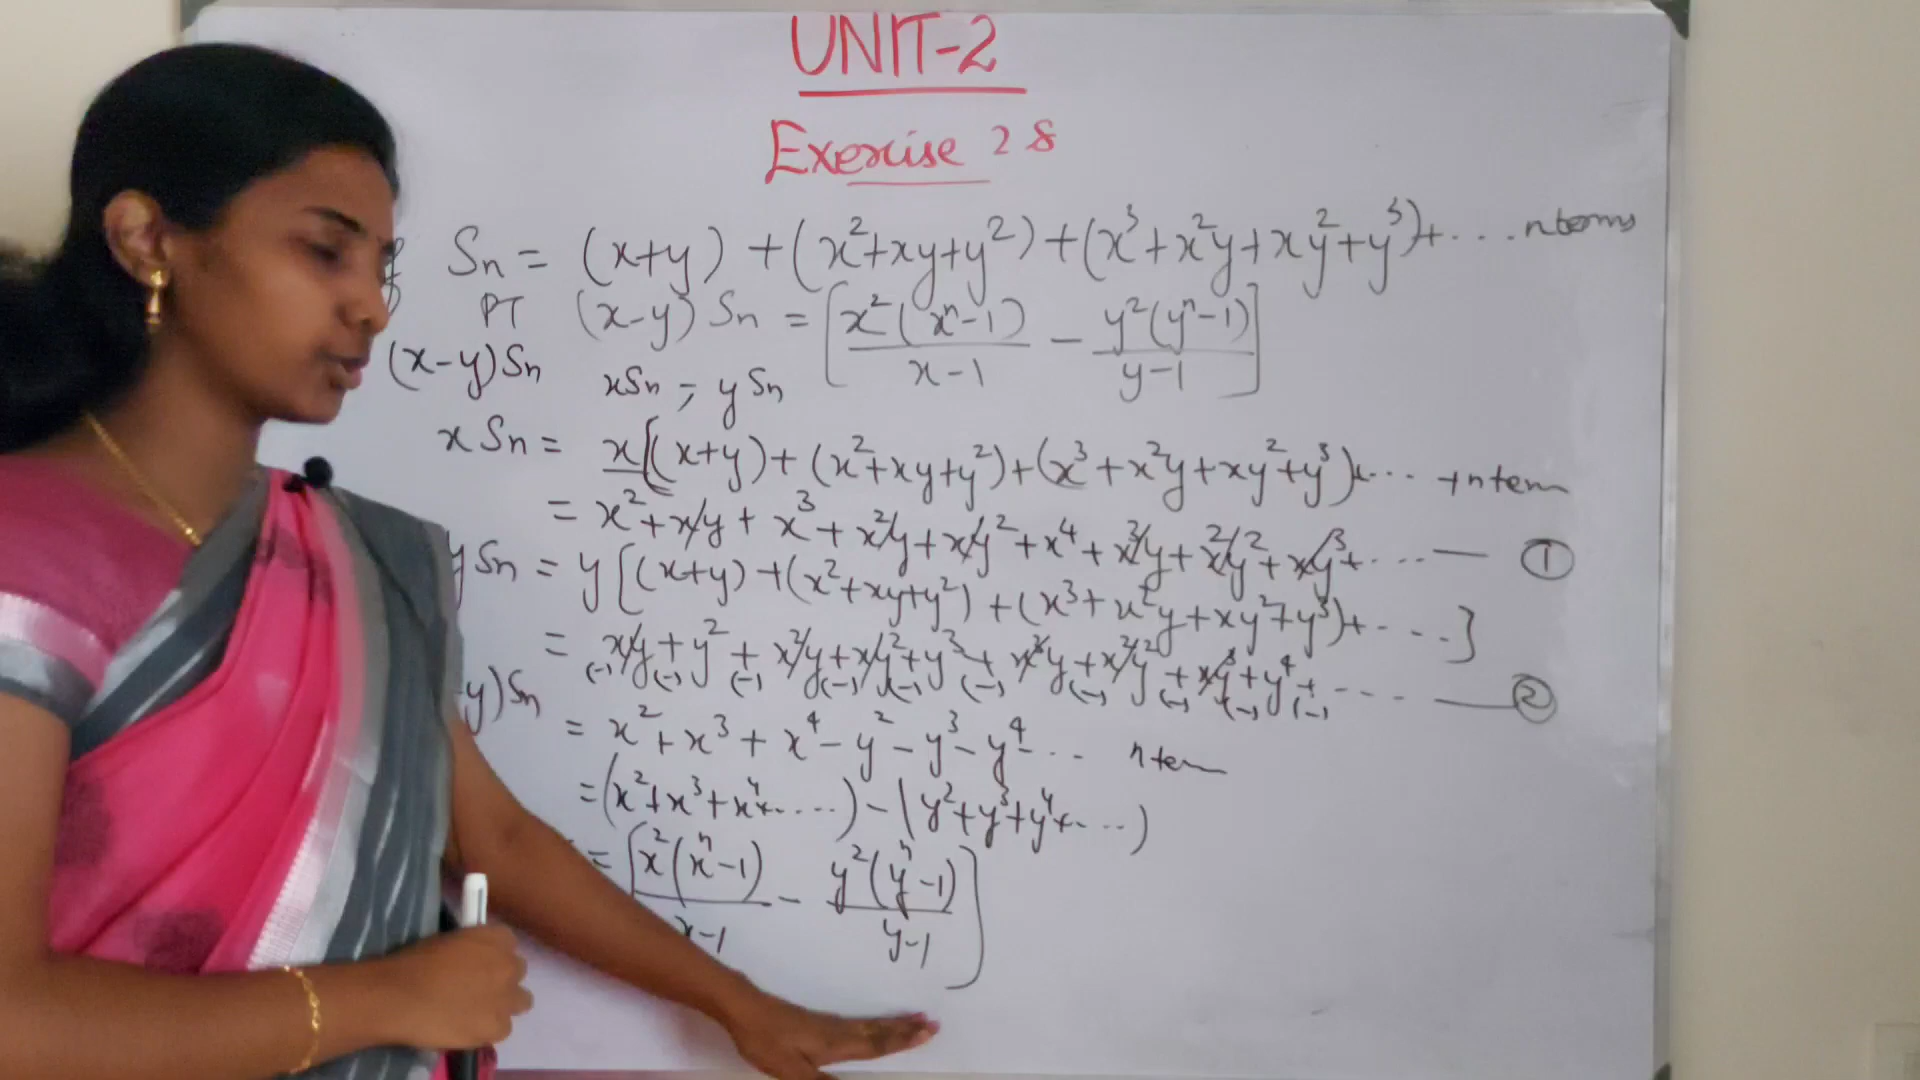 UNIT-2
Exercise 2 8
Sn = (x+y) + (x²+xy+y²) + (x³+x²y+xy²+y³)+ .... n terms
PT (x-y) Sn = [x²(xⁿ-1)/x-1 - y²(yⁿ-1)/y-1]
(x-y)Sn xSn - ySn
xSn = x[(x+y)+(x²+xy+y²)+(x³+x²y+xy²+y³)+... +n term
= x²+xy+x³+x²y+xy²+x⁴+x³y+x²y²+xy³+.... — ①
ySn = y[(x+y)+(x²+xy+y²)+(x³+x²y+xy²+y³)+....]
= xy+y²+x²y+xy²+y³+x³y+x²y²+xy³+y⁴+.... — ②
(-) (-) (-) (-) (-) (-) (-) (-) (-) (-)
y)Sn = x²+x³+x⁴-y²-y³-y⁴-... n term
=(x²+x³+x⁴+....)-(y²+y³+y⁴+...)
= [x²(xⁿ-1)/x-1 - y²(yⁿ-1)/y-1]